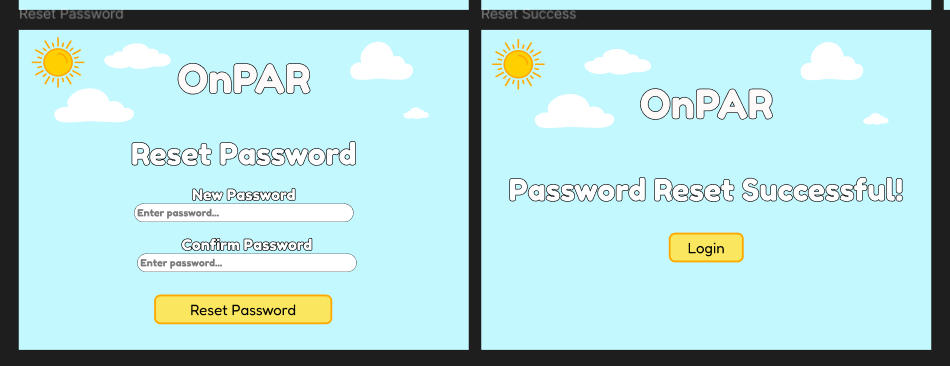 Reset Password
OnPAR
Reset Password
New Password
Enter password...
Confirm Password
Enter password...
Reset Password
Reset Success
OnPAR
Password Reset Successful!
Login